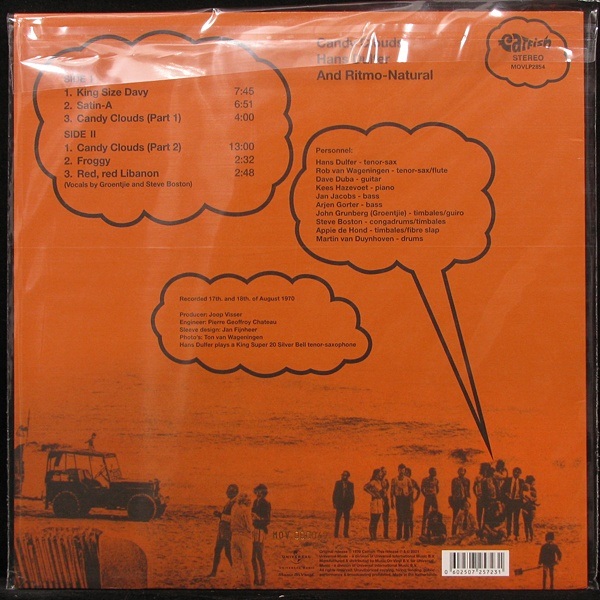 Candy Clouds
Hans Dulfer
And Ritmo-Natural
Catfish
STEREO
MOVLP2854
SIDE I
1. King Size Davy 7:45
2. Satin-A 6:51
3. Candy Clouds (Part 1) 4:00
SIDE II
1. Candy Clouds (Part 2) 13:00
2. Froggy 2:32
3. Red, red Libanon 2:48
(Vocals by Groentjie and Steve Boston)
Personnel:
Hans Dulfer - tenor-sax
Rob van Wageningen - tenor-sax/flute
Dave Duba - guitar
Kees Hazevoet - piano
Jan Jacobs - bass
Arjen Gorter - bass
John Grunberg (Groentjie) - timbales/guiro
Steve Boston - congadrums/timbales
Appie de Hond - timbales/fibre slap
Martin van Duynhoven - drums
Recorded 17th. and 18th. of August 1970
Producer: Joop Visser
Engineer: Pierre Geoffroy Chateau
Sleeve design: Jan Fijnheer
Photo's: Ton van Wageningen
Hans Dulfer plays a King Super 20 Silver Bell tenor-saxophone
UNIVERSAL
0 602507 257231